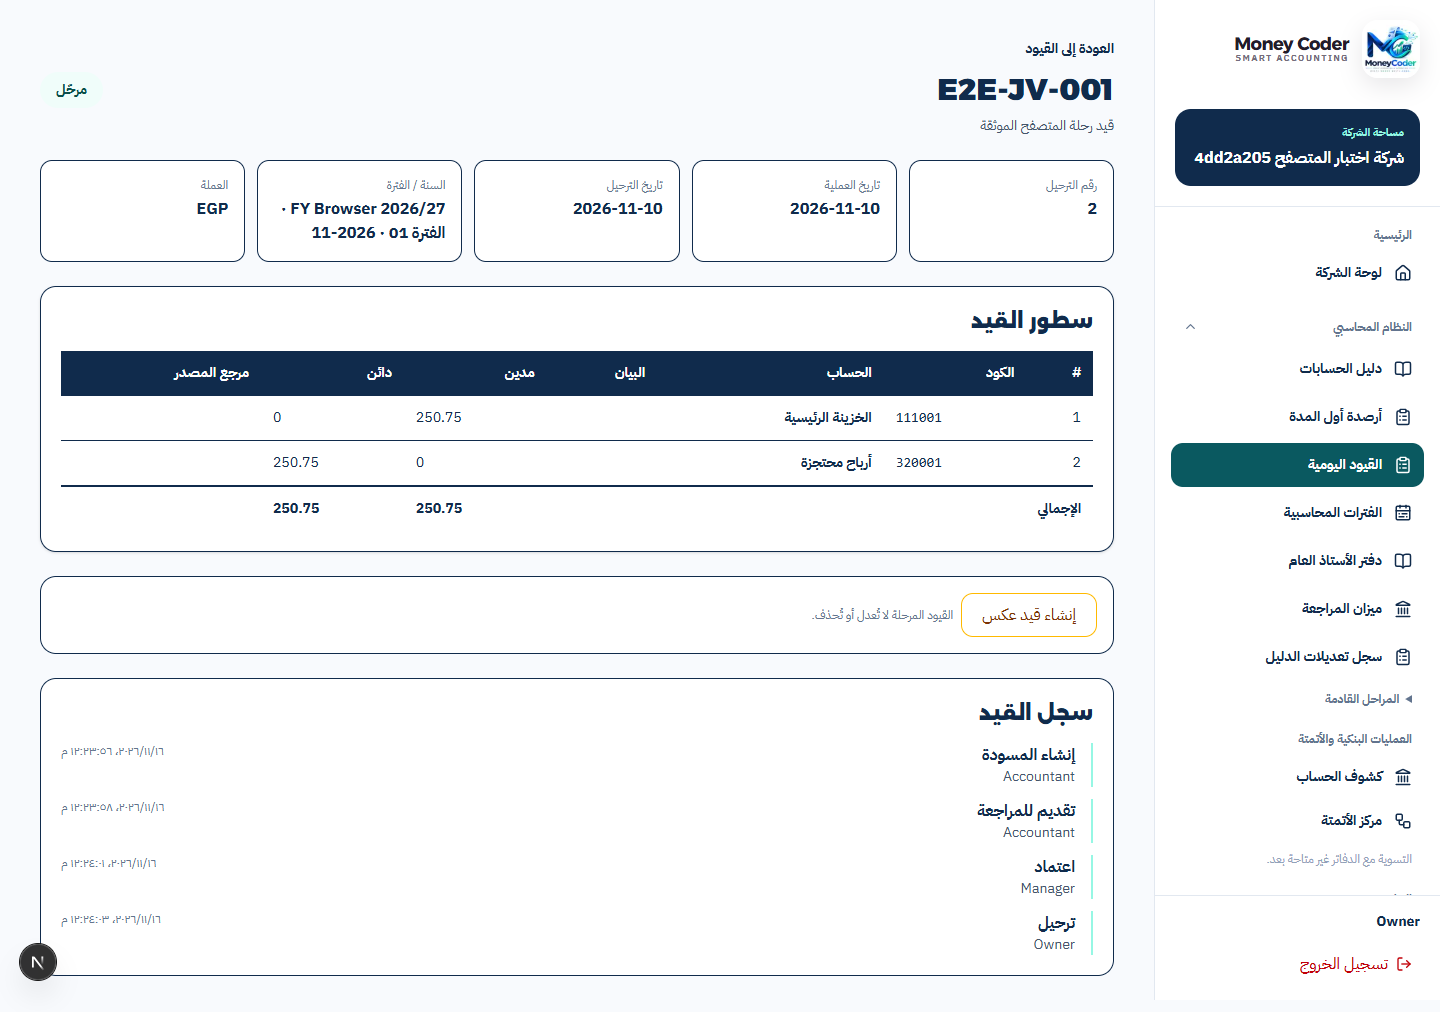 Money Coder
SMART ACCOUNTING
MoneyCoder
مساحة الشركة
شركة اختبار المتصفح 4dd2a205
الرئيسية
لوحة الشركة
النظام المحاسبي
دليل الحسابات
أرصدة أول المدة
القيود اليومية
الفترات المحاسبية
دفتر الأستاذ العام
ميزان المراجعة
سجل تعديلات الدليل
المراحل القادمة
العمليات البنكية والأتمتة
كشوف الحساب
مركز الأتمتة
التسوية مع الدفاتر غير متاحة بعد.
Owner
تسجيل الخروج
العودة إلى القيود
E2E-JV-001
مرحّل
قيد رحلة المتصفح الموثقة
رقم الترحيل
2
تاريخ العملية
2026-11-10
تاريخ الترحيل
2026-11-10
السنة / الفترة
FY Browser 2026/27 ·
الفترة 01 · 2026-11
العملة
EGP
سطور القيد
# الكود الحساب البيان مدين دائن مرجع المصدر
1 111001 الخزينة الرئيسية 250.75 0
2 320001 أرباح محتجزة 0 250.75
الإجمالي 250.75 250.75
إنشاء قيد عكس
القيود المرحلة لا تُعدل أو تُحذف.
سجل القيد
إنشاء المسودة
Accountant
٢٠٢٦/١١/١٦، ١٢:٢٣:٥٦ م
تقديم للمراجعة
Accountant
٢٠٢٦/١١/١٦، ١٢:٢٣:٥٨ م
اعتماد
Manager
٢٠٢٦/١١/١٦، ١٢:٢٤:٠١ م
ترحيل
Owner
٢٠٢٦/١١/١٦، ١٢:٢٤:٠٣ م
N